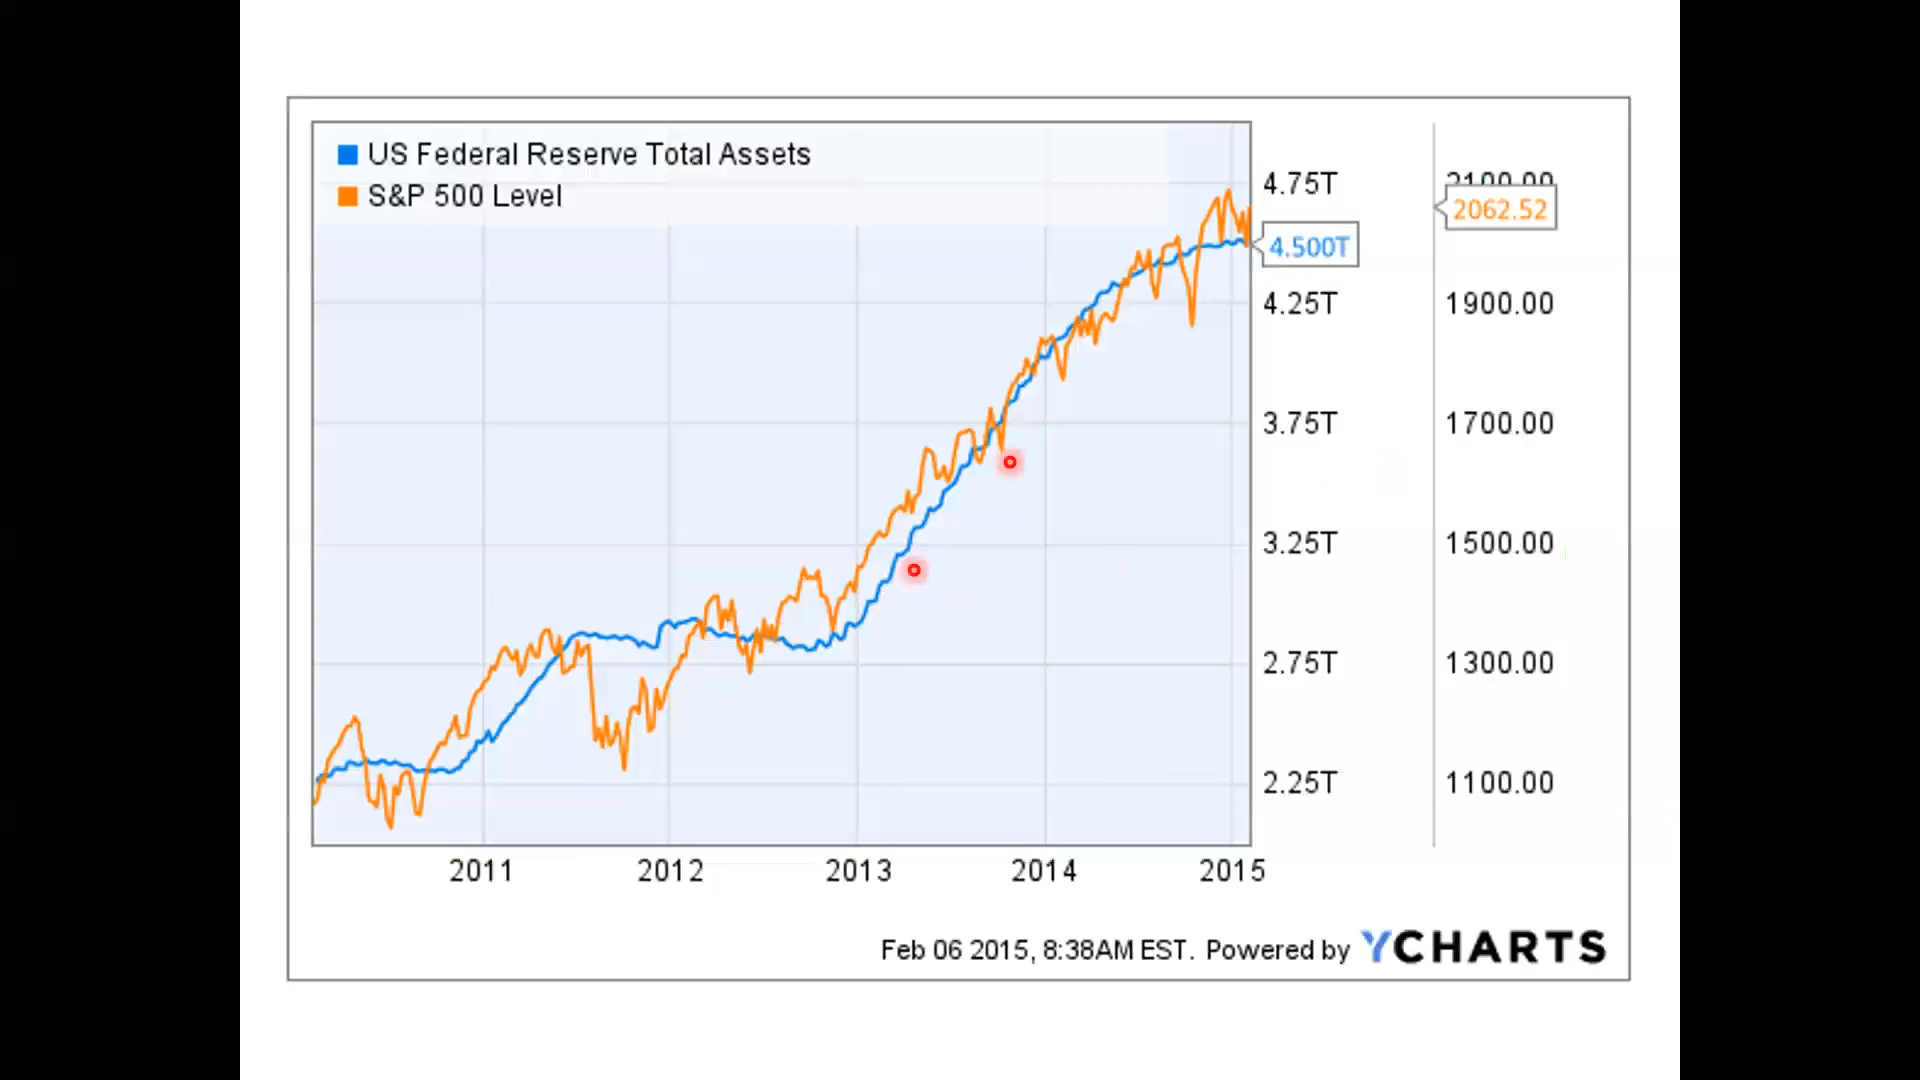 US Federal Reserve Total Assets
S&P 500 Level
4.75T
2100.00
2062.52
4.500T
4.25T
1900.00
3.75T
1700.00
3.25T
1500.00
2.75T
1300.00
2.25T
1100.00
2011
2012
2013
2014
2015
Feb 06 2015, 8:38AM EST. Powered by YCHARTS